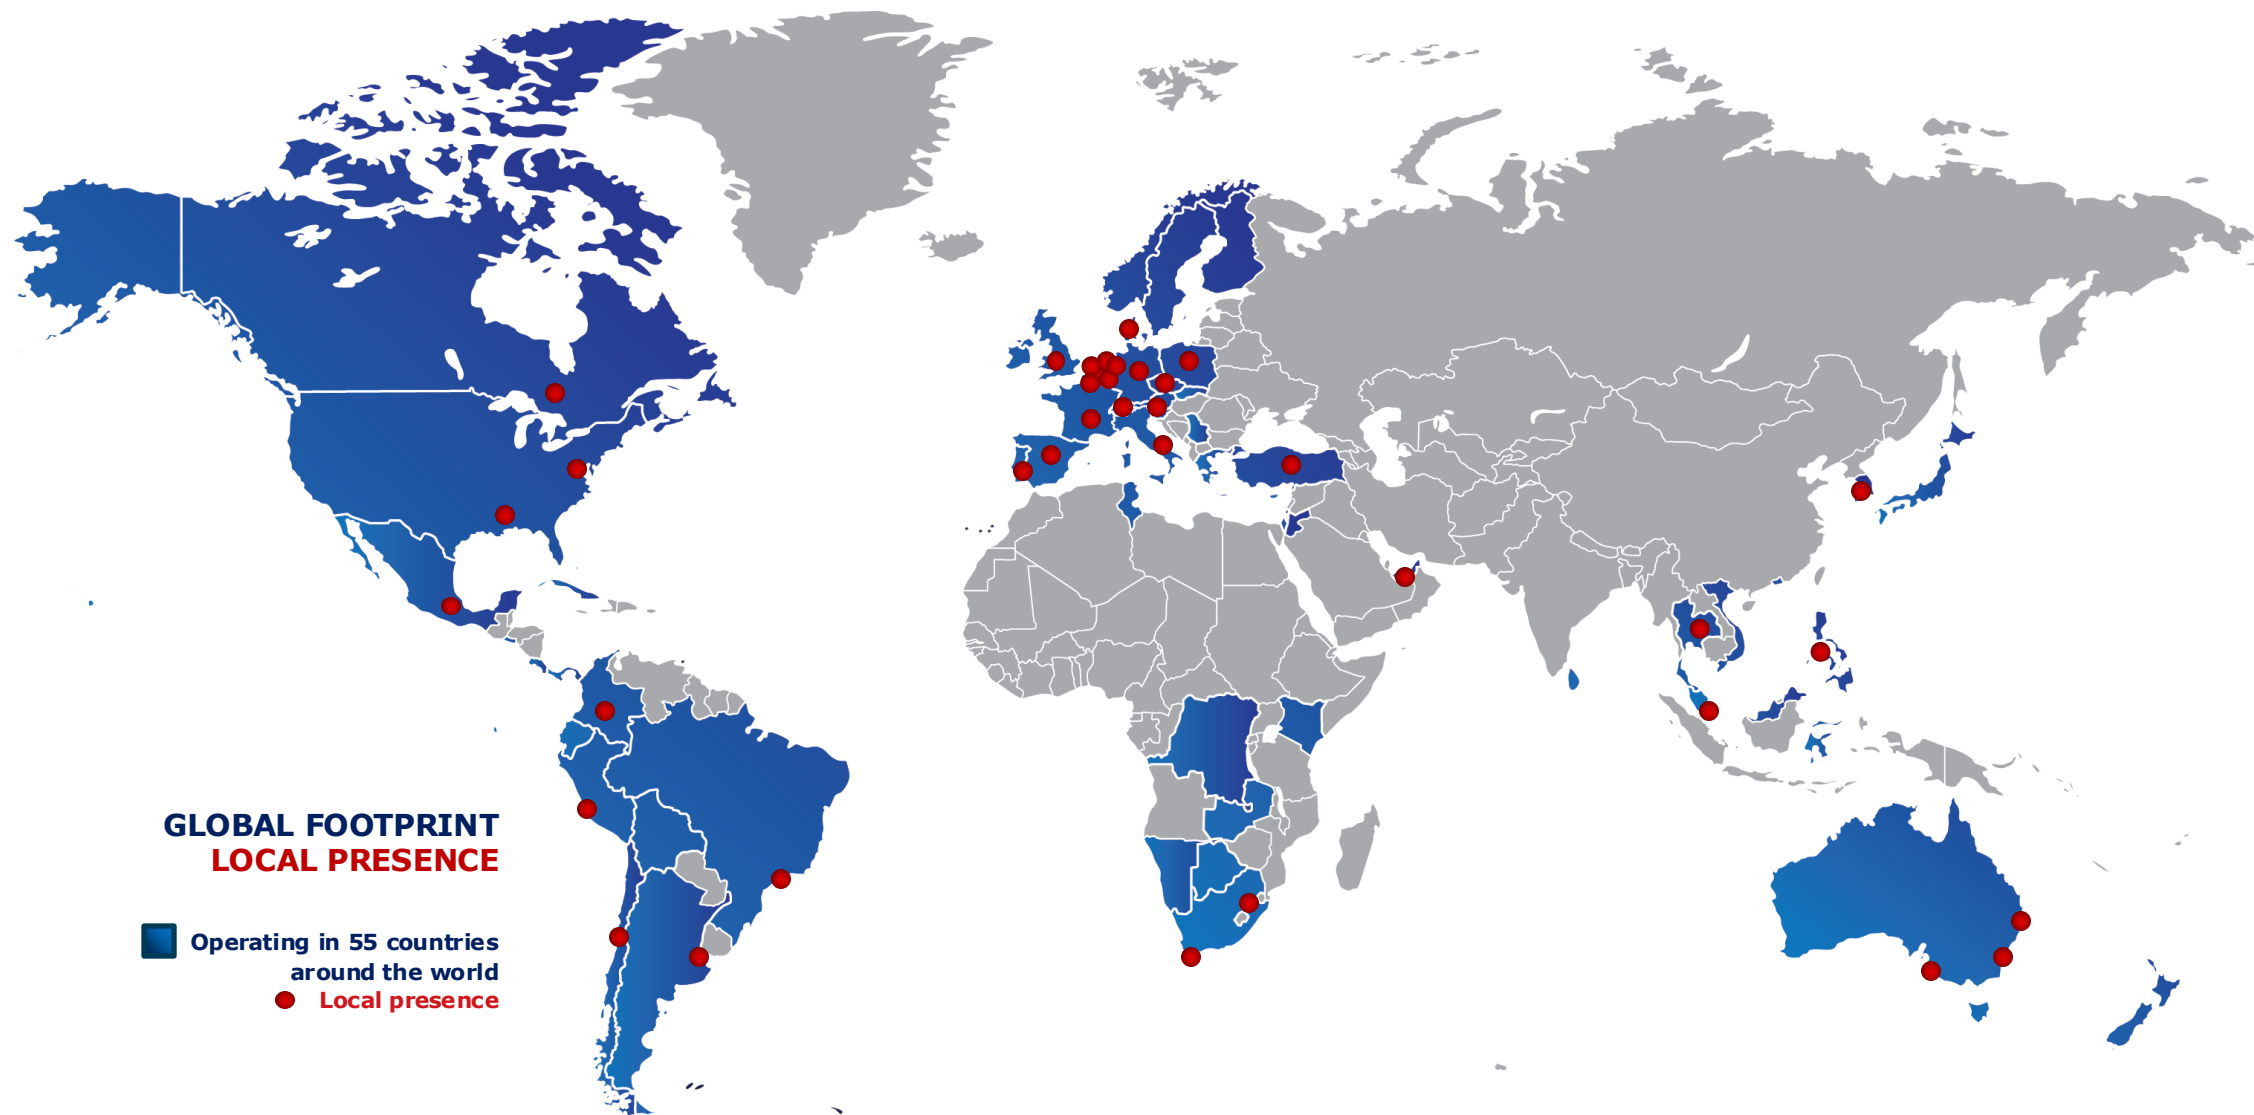 GLOBAL FOOTPRINT
LOCAL PRESENCE
Operating in 55 countries
around the world
Local presence